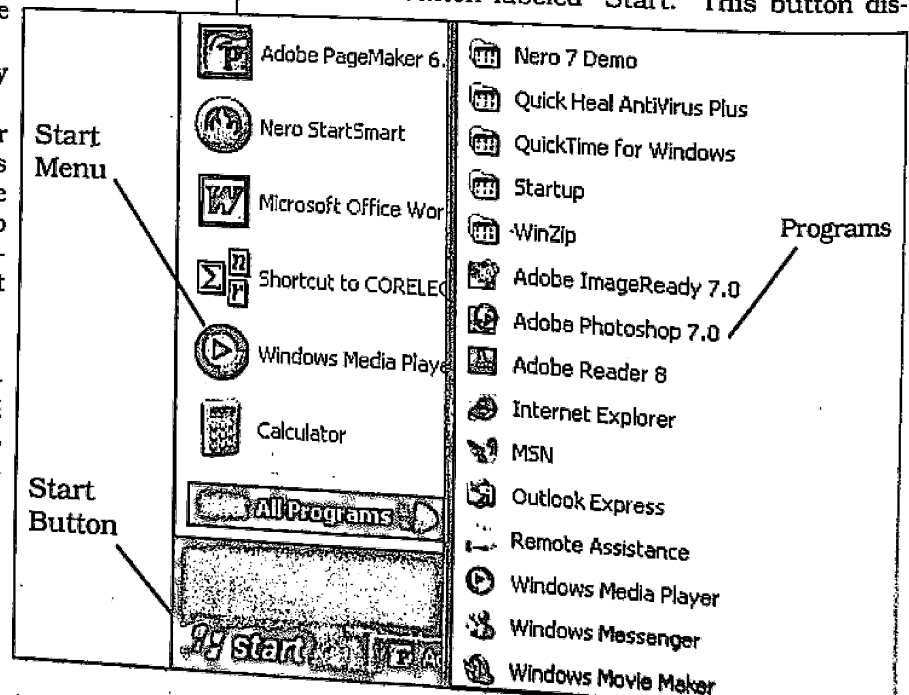 labeled "Start." This button dis-
Start
Menu
Start
Button
Adobe PageMaker 6.
Nero StartSmart
Microsoft Office Wor
Shortcut to CORELE
Windows Media Playe
Calculator
All Programs
start
Nero 7 Demo
Quick Heal AntiVirus Plus
QuickTime for Windows
Startup
WinZip
Adobe ImageReady 7.0
Adobe Photoshop 7.0
Adobe Reader 8
Internet Explorer
MSN
Outlook Express
Remote Assistance
Windows Media Player
Windows Messenger
Windows Movie Maker
Programs